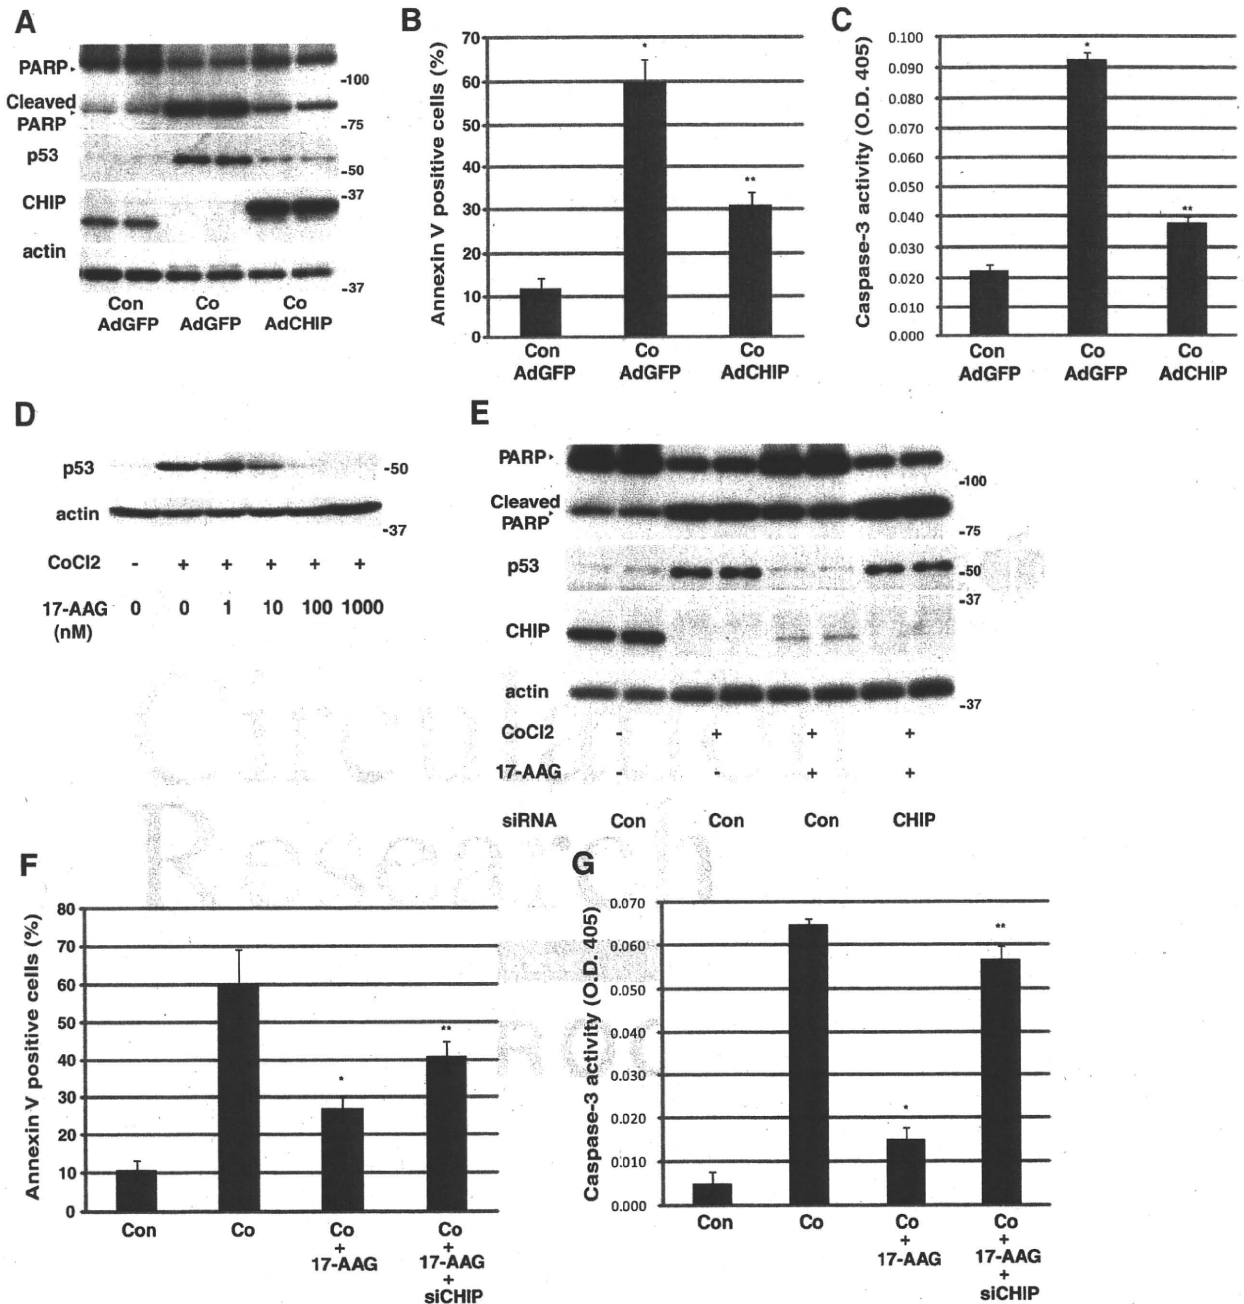 A
PARP
-100
Cleaved
PARP
-75
p53
-50
-37
CHIP
actin
-37
Con Co Co
AdGFP AdGFP AdCHIP
B
Annexin V positive cells (%)
70
60
50
40
30
20
10
0
*
**
Con Co Co
AdGFP AdGFP AdCHIP
C
Caspase-3 activity (O.D. 405)
0.100
0.090
0.080
0.070
0.060
0.050
0.040
0.030
0.020
0.010
0.000
*
**
Con Co Co
AdGFP AdGFP AdCHIP
D
p53
-50
actin
-37
CoCl2 - + + + + +
17-AAG 0 0 1 10 100 1000
(nM)
E
PARP
-100
Cleaved
PARP
-75
p53
-50
-37
CHIP
actin
-37
CoCl2 - + + +
17-AAG - - + +
siRNA Con Con Con CHIP
Circulation
Research
F
Annexin V positive cells (%)
80
70
60
50
40
30
20
10
0
*
**
Con Co Co Co
+ +
17-AAG 17-AAG
+
siCHIP
G
Caspase-3 activity (O.D. 405)
0.070
0.060
0.050
0.040
0.030
0.020
0.010
0.000
*
**
Con Co Co Co
+ +
17-AAG 17-AAG
+
siCHIP